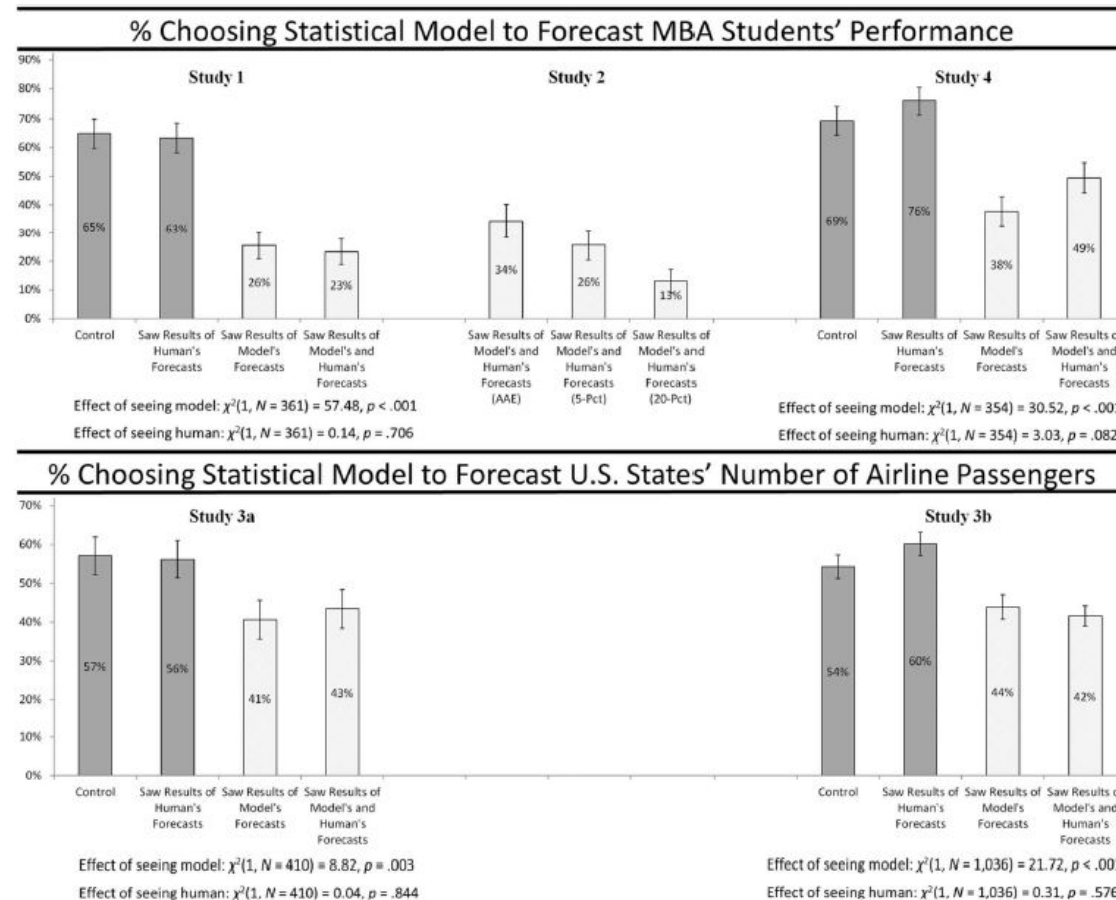 % Choosing Statistical Model to Forecast MBA Students' Performance
Study 1
Study 2
Study 4
90%
80%
70%
60%
50%
40%
30%
20%
10%
0%
65%
63%
26%
23%
34%
26%
13%
69%
76%
38%
49%
Control
Saw Results of
Human's
Forecasts
Saw Results of
Model's
Forecasts
Saw Results of
Model's and
Human's
Forecasts
Saw Results of
Model's and
Human's
Forecasts
(AAE)
Saw Results of
Model's and
Human's
Forecasts
(5-Pct)
Saw Results of
Model's and
Human's
Forecasts
(20-Pct)
Control
Saw Results of
Human's
Forecasts
Saw Results of
Model's
Forecasts
Saw Results of
Model's and
Human's
Forecasts
Effect of seeing model: χ²(1, N = 361) = 57.48, p < .001
Effect of seeing human: χ²(1, N = 361) = 0.14, p = .706
Effect of seeing model: χ²(1, N = 354) = 30.52, p < .001
Effect of seeing human: χ²(1, N = 354) = 3.03, p = .082
% Choosing Statistical Model to Forecast U.S. States' Number of Airline Passengers
Study 3a
Study 3b
70%
60%
50%
40%
30%
20%
10%
0%
57%
56%
41%
43%
54%
60%
44%
42%
Control
Saw Results of
Human's
Forecasts
Saw Results of
Model's
Forecasts
Saw Results of
Model's and
Human's
Forecasts
Control
Saw Results of
Human's
Forecasts
Saw Results of
Model's
Forecasts
Saw Results of
Model's and
Human's
Forecasts
Effect of seeing model: χ²(1, N = 410) = 8.82, p = .003
Effect of seeing human: χ²(1, N = 410) = 0.04, p = .844
Effect of seeing model: χ²(1, N = 1,036) = 21.72, p < .001
Effect of seeing human: χ²(1, N = 1,036) = 0.31, p = .576